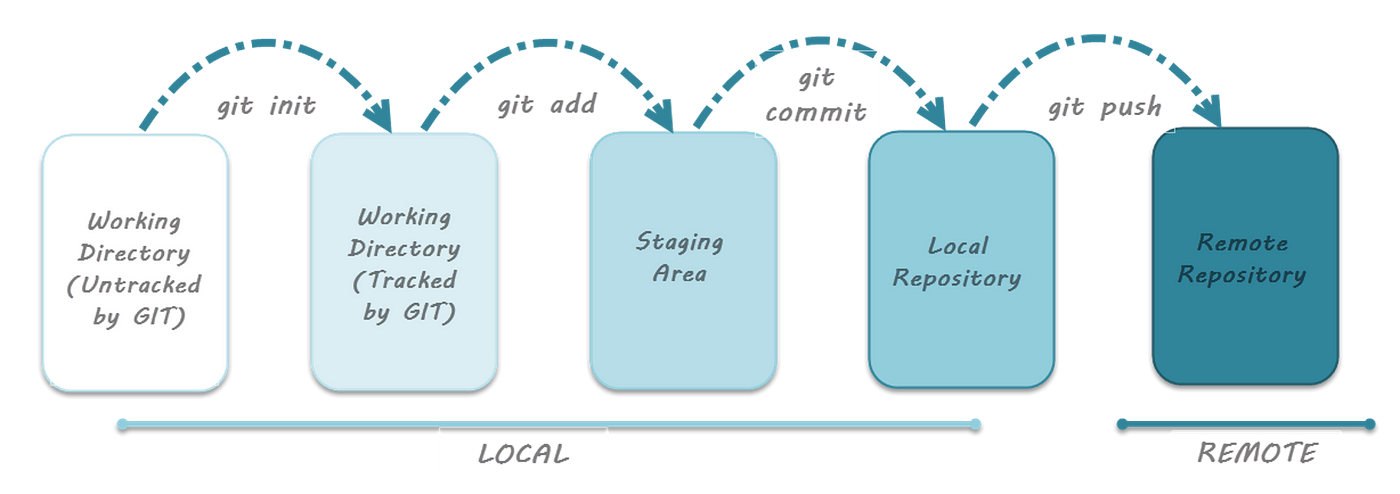 git init
git add
git
commit
git push
Working
Directory
(Untracked
by GIT)
Working
Directory
(Tracked
by GIT)
Staging
Area
Local
Repository
Remote
Repository
LOCAL
REMOTE